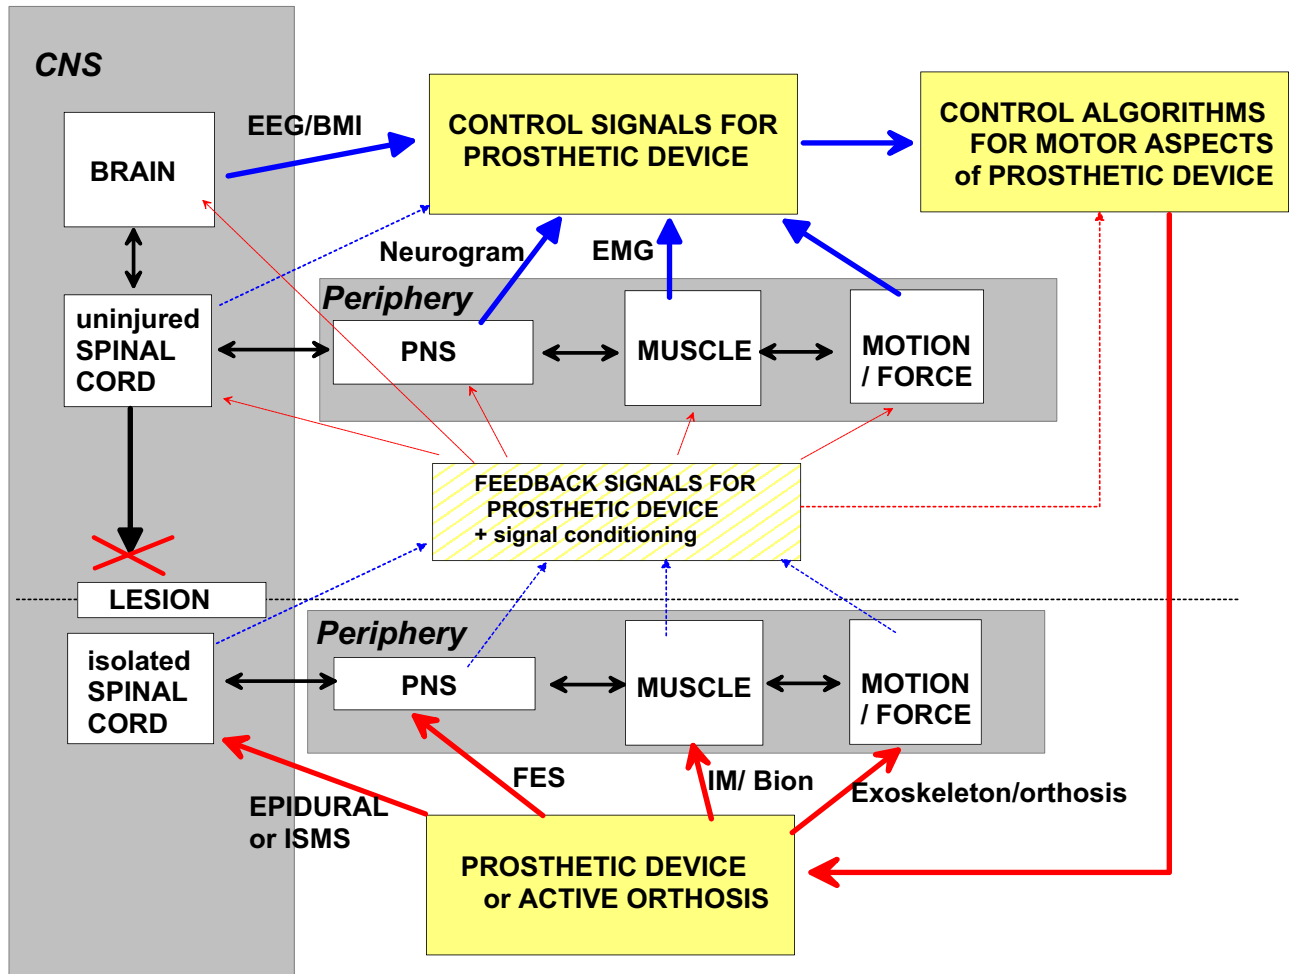 CNS
EEG/BMI
CONTROL SIGNALS FOR
PROSTHETIC DEVICE
CONTROL ALGORITHMS
FOR MOTOR ASPECTS
of PROSTHETIC DEVICE
BRAIN
Neurogram
EMG
Periphery
uninjured
SPINAL
CORD
PNS
MUSCLE
MOTION
/ FORCE
FEEDBACK SIGNALS FOR
PROSTHETIC DEVICE
+ signal conditioning
LESION
Periphery
isolated
SPINAL
CORD
PNS
MUSCLE
MOTION
/ FORCE
FES
IM/ Bion
Exoskeleton/orthosis
EPIDURAL
or ISMS
PROSTHETIC DEVICE
or ACTIVE ORTHOSIS